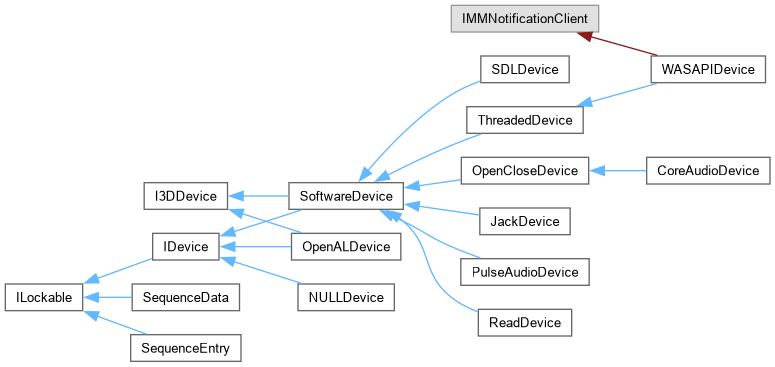 IMMNotificationClient
SDLDevice
WASAPIDevice
ThreadedDevice
OpenCloseDevice
CoreAudioDevice
I3DDevice
SoftwareDevice
JackDevice
IDevice
OpenALDevice
PulseAudioDevice
ILockable
SequenceData
NULLDevice
ReadDevice
SequenceEntry